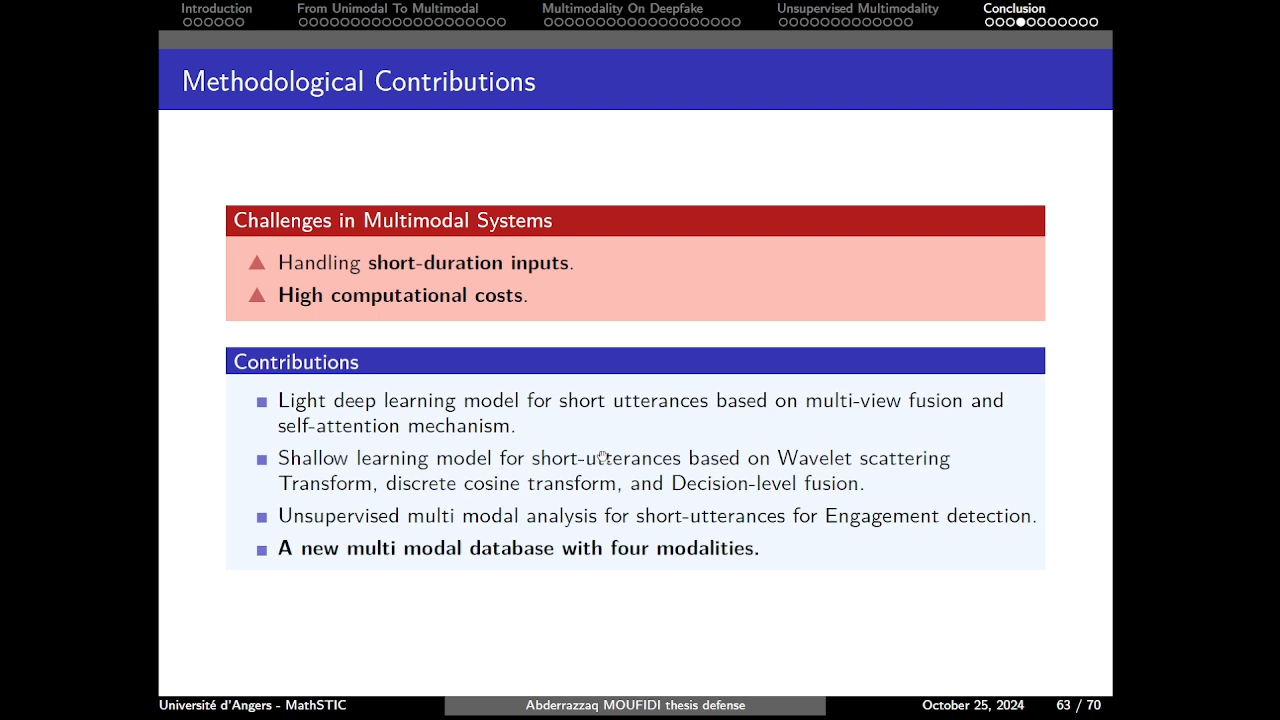 Introduction
From Unimodal To Multimodal
Multimodality On Deepfake
Unsupervised Multimodality
Conclusion
Methodological Contributions
Challenges in Multimodal Systems
Handling short-duration inputs.
High computational costs.
Contributions
Light deep learning model for short utterances based on multi-view fusion and
self-attention mechanism.
Shallow learning model for short-utterances based on Wavelet scattering
Transform, discrete cosine transform, and Decision-level fusion.
Unsupervised multi modal analysis for short-utterances for Engagement detection.
A new multi modal database with four modalities.
Université d'Angers - MathSTIC
Abderrazzaq MOUFIDI thesis defense
October 25, 2024
63 / 70